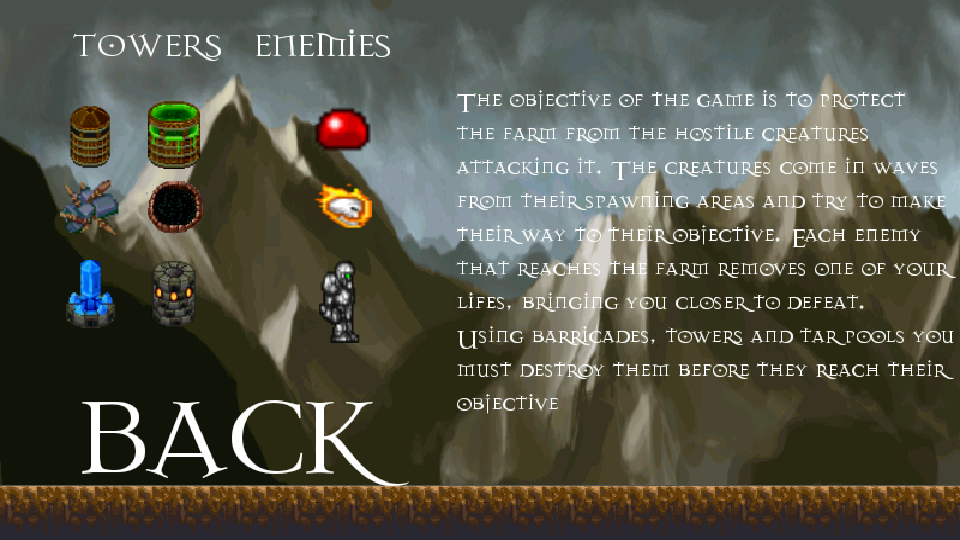 Towers Enemies
The objective of the game is to protect
the farm from the hostile creatures
attacking it. The creatures come in waves
from their spawning areas and try to make
their way to their objective. Each enemy
that reaches the farm removes one of your
lifes, bringing you closer to defeat.
Using barricades, towers and tar pools you
must destroy them before they reach their
objective
BACK